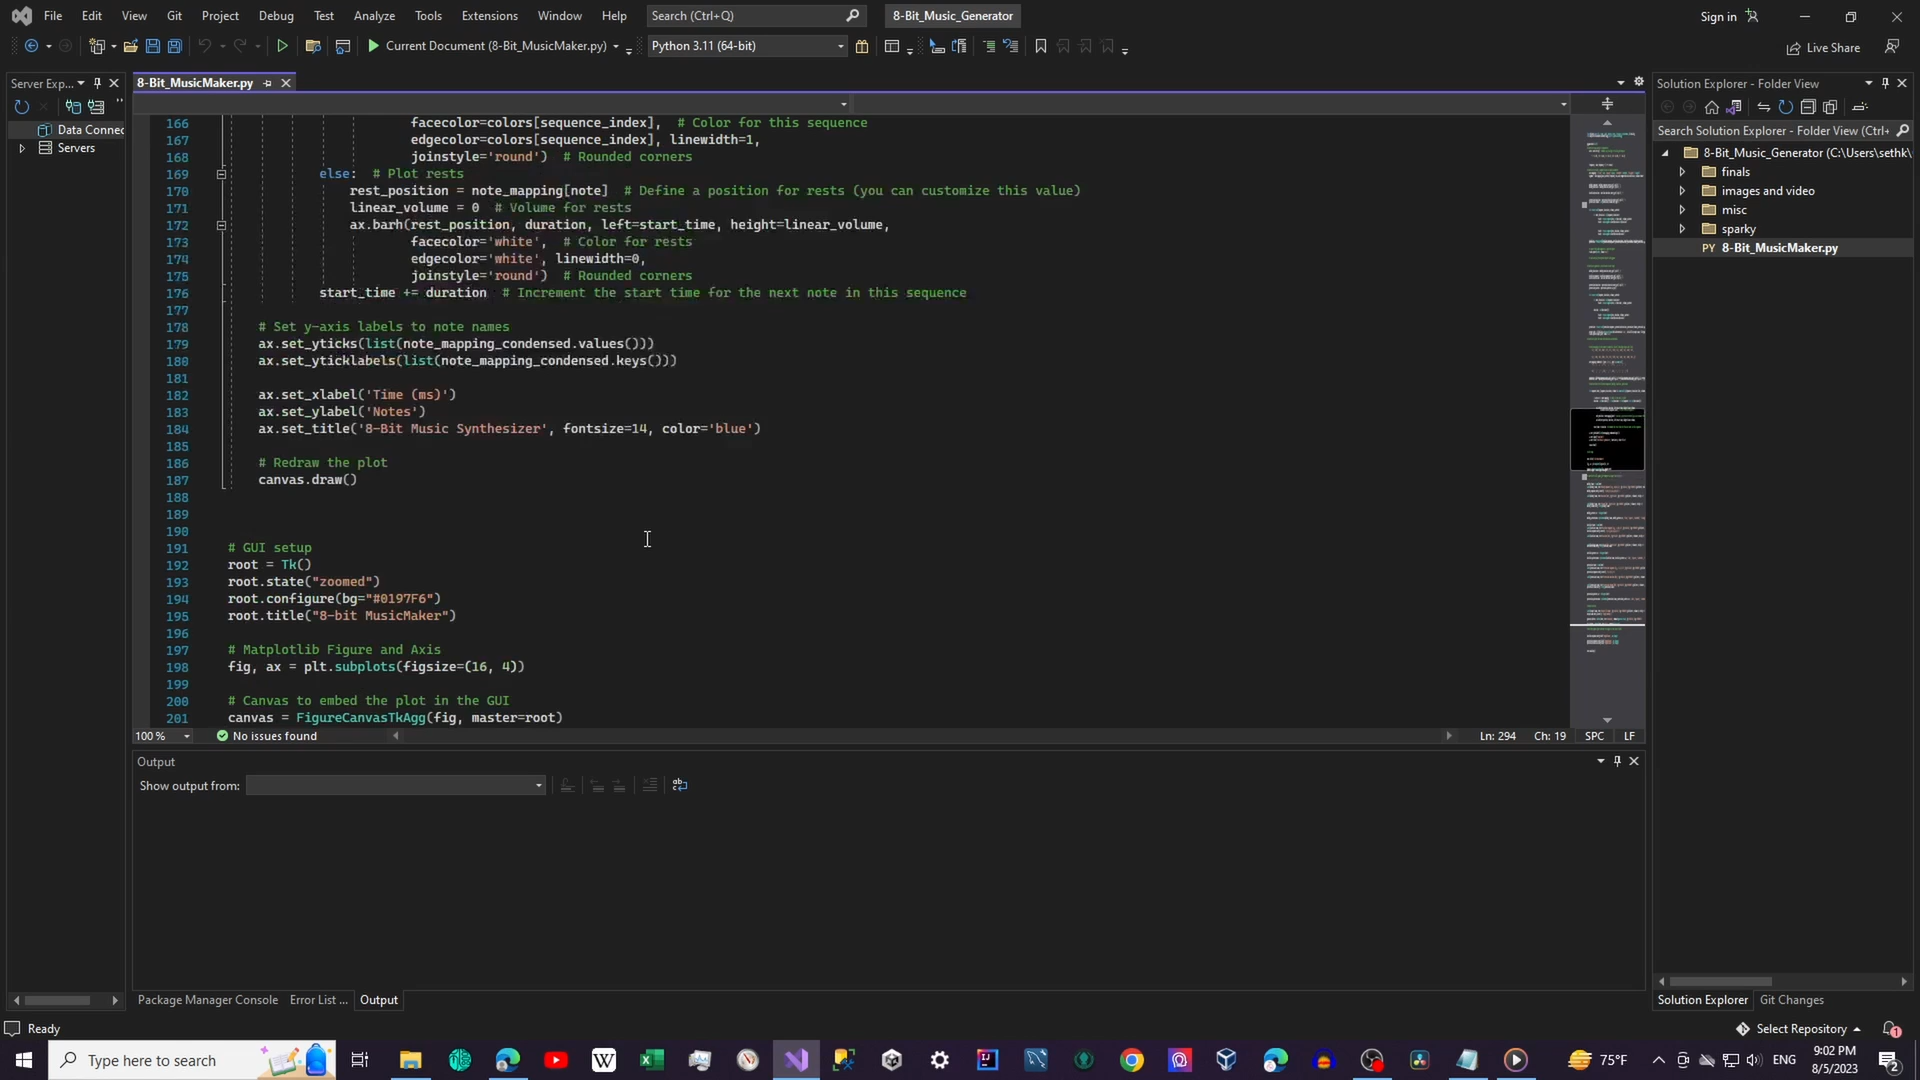 File Edit View Git Project Debug Test Analyze Tools Extensions Window Help Search (Ctrl+Q) 8-Bit_Music_Generator Sign in
Current Document (8-Bit_MusicMaker.py) Python 3.11 (64-bit) Live Share
Server Exp...
Data Connec
Servers
8-Bit_MusicMaker.py
166 facecolor=colors[sequence_index], # Color for this sequence
167 edgecolor=colors[sequence_index], linewidth=1,
168 joinstyle='round') # Rounded corners
169 else: # Plot rests
170 rest_position = note_mapping[note] # Define a position for rests (you can customize this value)
171 linear_volume = 0 # Volume for rests
172 ax.barh(rest_position, duration, left=start_time, height=linear_volume,
173 facecolor='white', # Color for rests
174 edgecolor='white', linewidth=0,
175 joinstyle='round') # Rounded corners
176 start_time += duration # Increment the start time for the next note in this sequence
177
178 # Set y-axis labels to note names
179 ax.set_yticks(list(note_mapping_condensed.values()))
180 ax.set_yticklabels(list(note_mapping_condensed.keys()))
181
182 ax.set_xlabel('Time (ms)')
183 ax.set_ylabel('Notes')
184 ax.set_title('8-Bit Music Synthesizer', fontsize=14, color='blue')
185
186 # Redraw the plot
187 canvas.draw()
188
189
190
191 # GUI setup
192 root = Tk()
193 root.state("zoomed")
194 root.configure(bg="#0197F6")
195 root.title("8-bit MusicMaker")
196
197 # Matplotlib Figure and Axis
198 fig, ax = plt.subplots(figsize=(16, 4))
199
200 # Canvas to embed the plot in the GUI
201 canvas = FigureCanvasTkAgg(fig, master=root)
100 % No issues found Ln: 294 Ch: 19 SPC LF
Output
Show output from:
Package Manager Console Error List ... Output
Solution Explorer - Folder View
Search Solution Explorer - Folder View (Ctrl+
8-Bit_Music_Generator (C:\Users\sethk\
finals
images and video
misc
sparky
PY 8-Bit_MusicMaker.py
Solution Explorer Git Changes
Ready Select Repository 1
Type here to search 75°F ENG 9:02 PM
8/5/2023 2